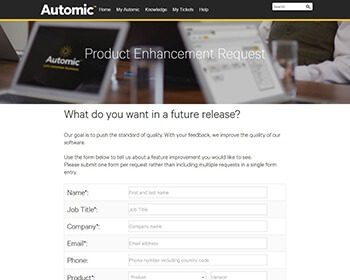 Automic Home My Automic Knowledge My Tickets Help Search
Automic
Product Enhancement Request
What do you want in a future release?
Our goal is to push the standard of quality. With your feedback, we improve the quality of our
software.
Use the form below to tell us about a feature improvement you would like to see.
Please submit one form per request rather than including multiple requests in a single form
entry.
Name*: First and last name
Job Title*: Job Title
Company*: Company name
Email*: Email address
Phone: Phone number including country code
Product*: Product Version